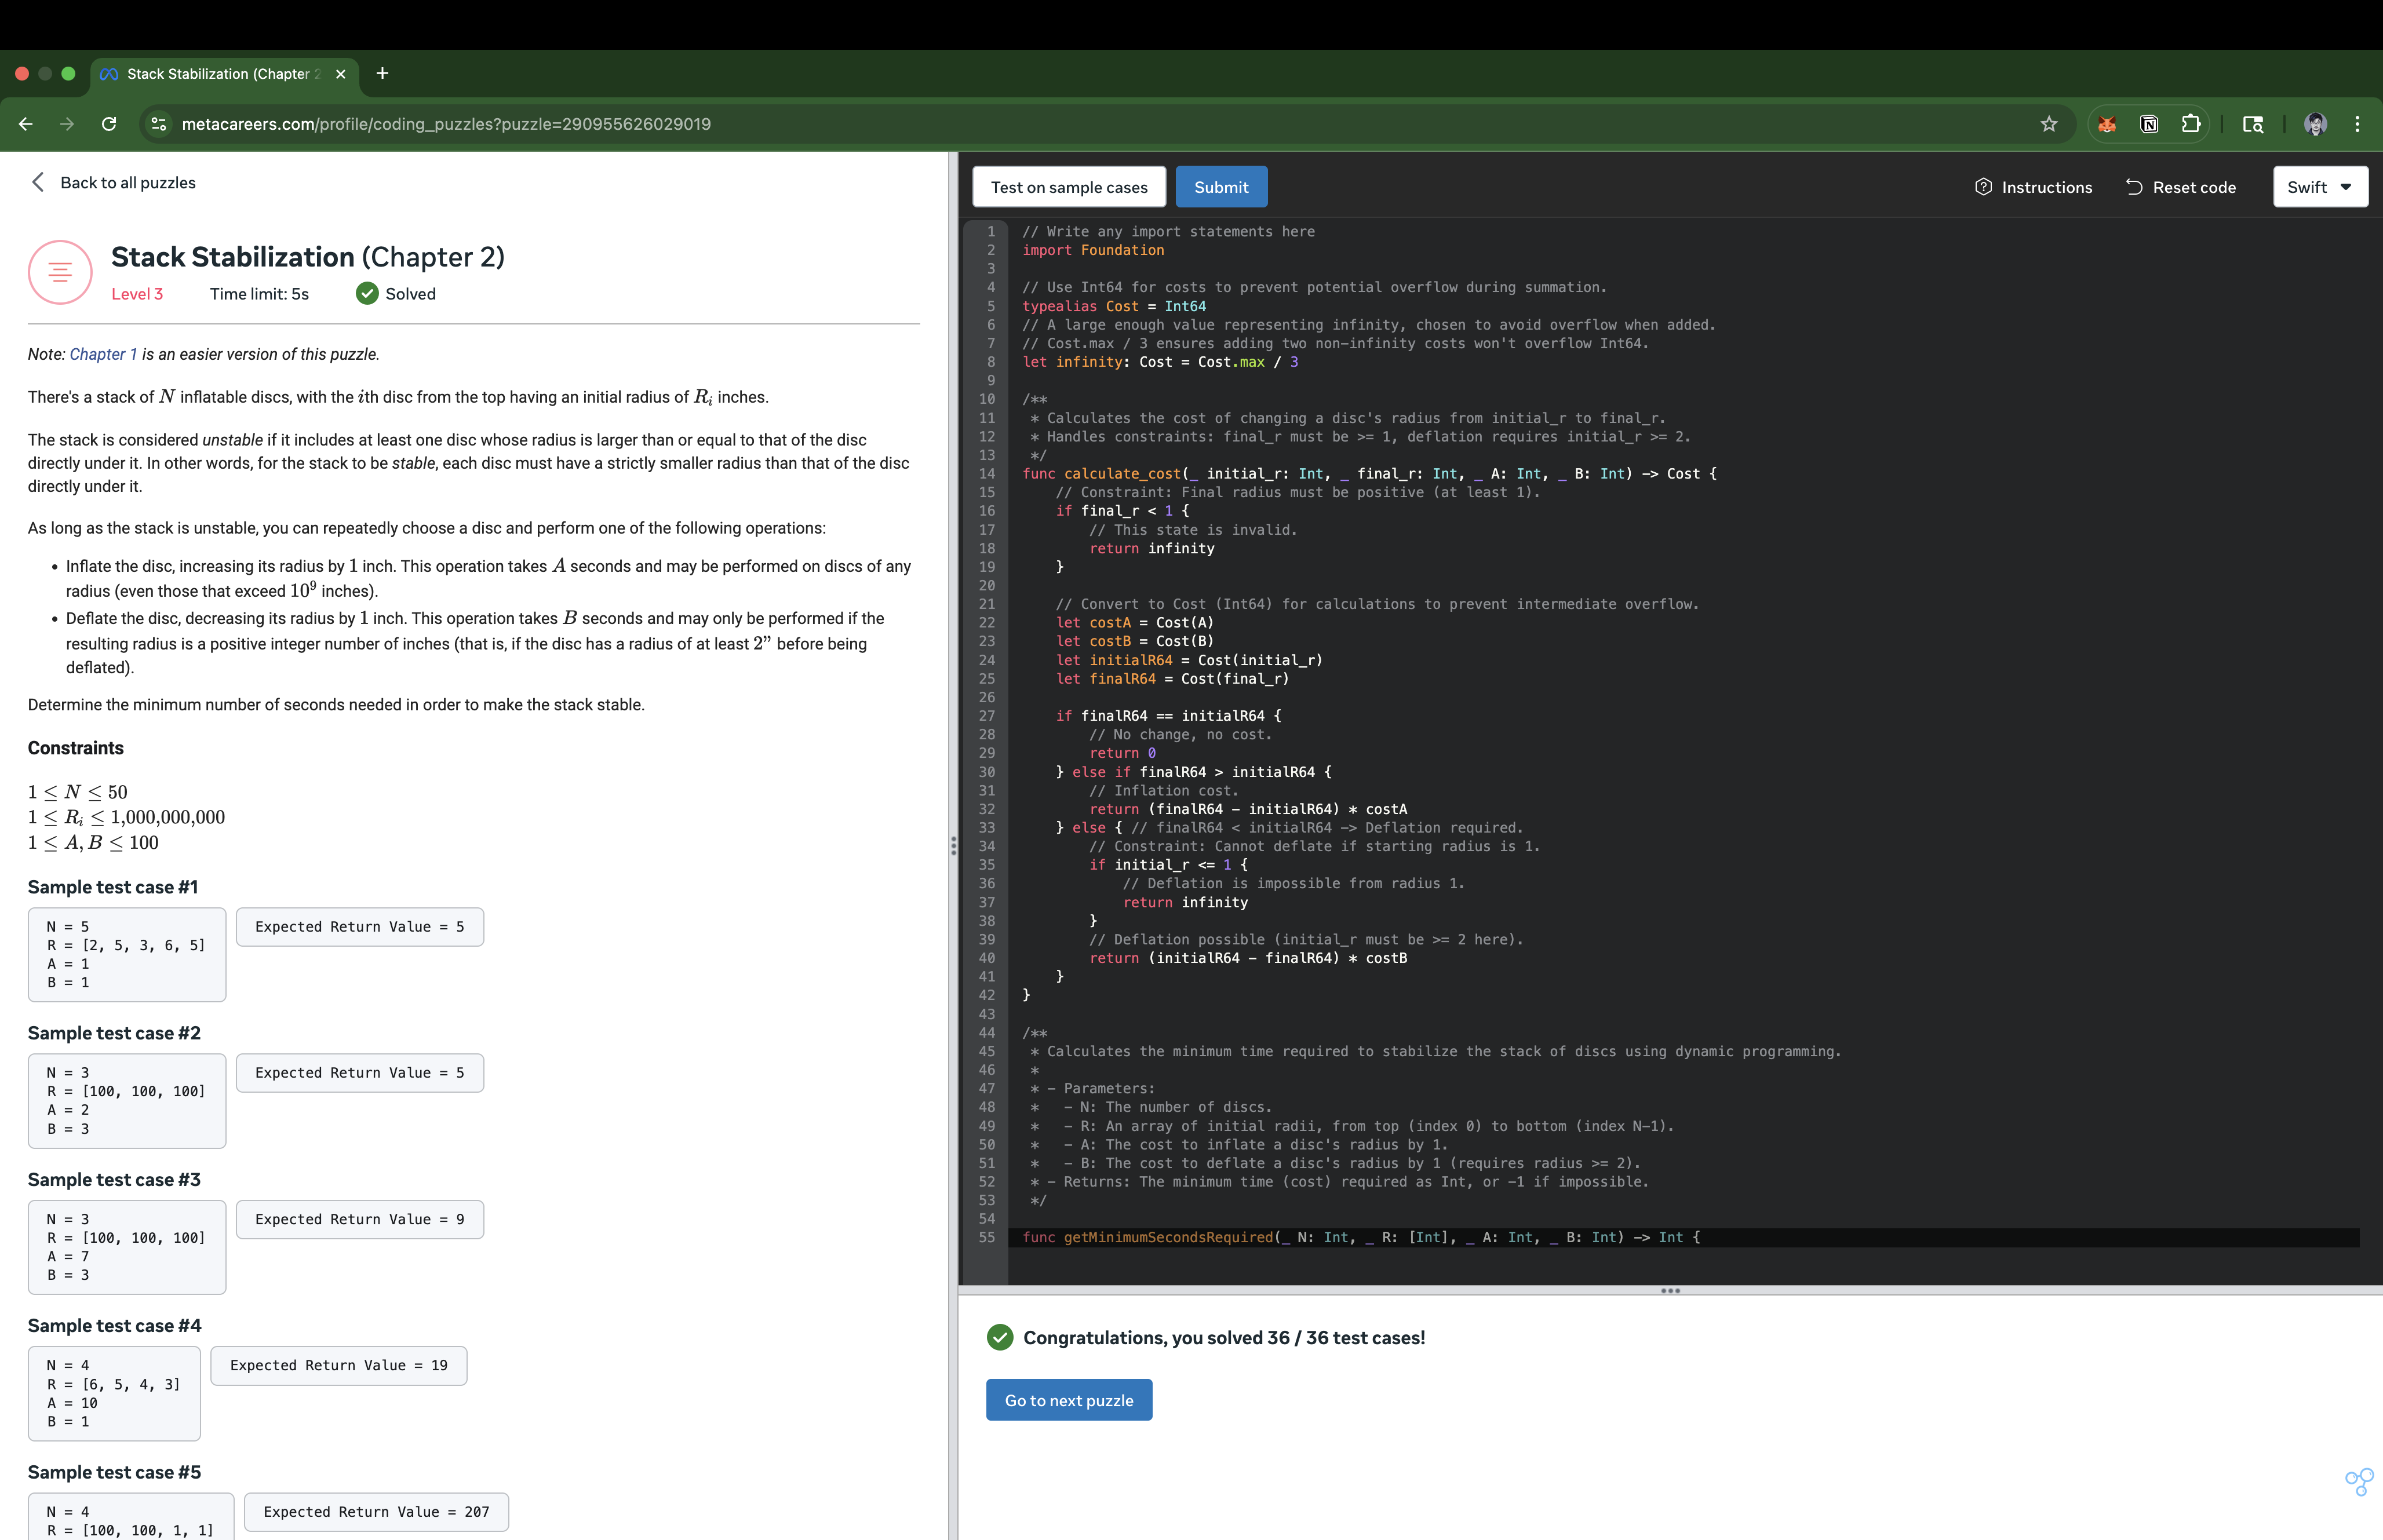 Stack Stabilization (Chapter 2
metacareers.com/profile/coding_puzzles?puzzle=290955626029019
Back to all puzzles
Stack Stabilization (Chapter 2)
Level 3 Time limit: 5s Solved
Note: Chapter 1 is an easier version of this puzzle.
There's a stack of N inflatable discs, with the ith disc from the top having an initial radius of Rᵢ inches.
The stack is considered unstable if it includes at least one disc whose radius is larger than or equal to that of the disc
directly under it. In other words, for the stack to be stable, each disc must have a strictly smaller radius than that of the disc
directly under it.
As long as the stack is unstable, you can repeatedly choose a disc and perform one of the following operations:
• Inflate the disc, increasing its radius by 1 inch. This operation takes A seconds and may be performed on discs of any
radius (even those that exceed 10⁹ inches).
• Deflate the disc, decreasing its radius by 1 inch. This operation takes B seconds and may only be performed if the
resulting radius is a positive integer number of inches (that is, if the disc has a radius of at least 2” before being
deflated).
Determine the minimum number of seconds needed in order to make the stack stable.
Constraints
1 ≤ N ≤ 50
1 ≤ Rᵢ ≤ 1,000,000,000
1 ≤ A, B ≤ 100
Sample test case #1
N = 5
R = [2, 5, 3, 6, 5]
A = 1
B = 1
Expected Return Value = 5
Sample test case #2
N = 3
R = [100, 100, 100]
A = 2
B = 3
Expected Return Value = 5
Sample test case #3
N = 3
R = [100, 100, 100]
A = 7
B = 3
Expected Return Value = 9
Sample test case #4
N = 4
R = [6, 5, 4, 3]
A = 10
B = 1
Expected Return Value = 19
Sample test case #5
N = 4
R = [100, 100, 1, 1]
Expected Return Value = 207
Test on sample cases Submit Instructions Reset code Swift
1 // Write any import statements here
2 import Foundation
3
4 // Use Int64 for costs to prevent potential overflow during summation.
5 typealias Cost = Int64
6 // A large enough value representing infinity, chosen to avoid overflow when added.
7 // Cost.max / 3 ensures adding two non-infinity costs won't overflow Int64.
8 let infinity: Cost = Cost.max / 3
9
10 /**
11  * Calculates the cost of changing a disc's radius from initial_r to final_r.
12  * Handles constraints: final_r must be >= 1, deflation requires initial_r >= 2.
13  */
14 func calculate_cost(_ initial_r: Int, _ final_r: Int, _ A: Int, _ B: Int) -> Cost {
15     // Constraint: Final radius must be positive (at least 1).
16     if final_r < 1 {
17         // This state is invalid.
18         return infinity
19     }
20
21     // Convert to Cost (Int64) for calculations to prevent intermediate overflow.
22     let costA = Cost(A)
23     let costB = Cost(B)
24     let initialR64 = Cost(initial_r)
25     let finalR64 = Cost(final_r)
26
27     if finalR64 == initialR64 {
28         // No change, no cost.
29         return 0
30     } else if finalR64 > initialR64 {
31         // Inflation cost.
32         return (finalR64 - initialR64) * costA
33     } else { // finalR64 < initialR64 -> Deflation required.
34         // Constraint: Cannot deflate if starting radius is 1.
35         if initial_r <= 1 {
36             // Deflation is impossible from radius 1.
37             return infinity
38         }
39         // Deflation possible (initial_r must be >= 2 here).
40         return (initialR64 - finalR64) * costB
41     }
42 }
43
44 /**
45  * Calculates the minimum time required to stabilize the stack of discs using dynamic programming.
46  *
47  * - Parameters:
48  *   - N: The number of discs.
49  *   - R: An array of initial radii, from top (index 0) to bottom (index N-1).
50  *   - A: The cost to inflate a disc's radius by 1.
51  *   - B: The cost to deflate a disc's radius by 1 (requires radius >= 2).
52  * - Returns: The minimum time (cost) required as Int, or -1 if impossible.
53  */
54
55 func getMinimumSecondsRequired(_ N: Int, _ R: [Int], _ A: Int, _ B: Int) -> Int {
Congratulations, you solved 36 / 36 test cases!
Go to next puzzle